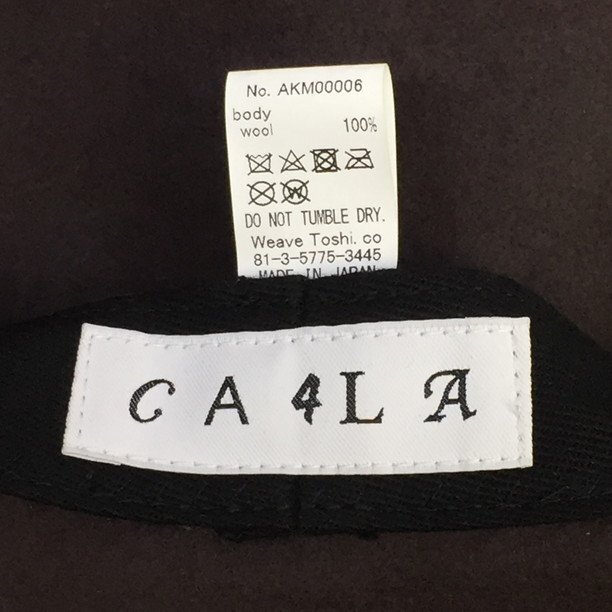 No. AKM00006
body
wool 100%
DO NOT TUMBLE DRY.
Weave Toshi. co
81-3-5775-3445
MADE IN JAPAN
CA4LA